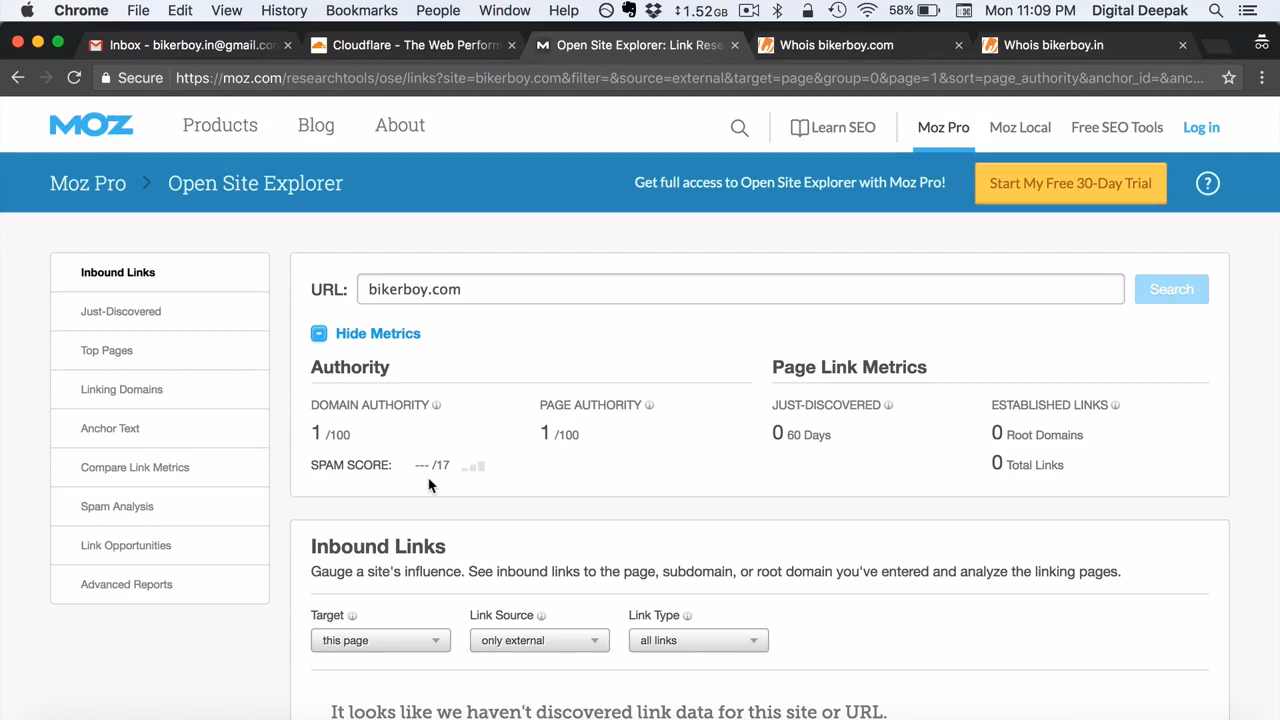 Chrome File Edit View History Bookmarks People Window Help 1.52GB 58% Mon 11:09 PM Digital Deepak
Inbox - bikerboy.in@gmail.co
Cloudflare - The Web Perform
Open Site Explorer: Link Rese
Whois bikerboy.com
Whois bikerboy.in
Secure https://moz.com/researchtools/ose/links?site=bikerboy.com&filter=&source=external&target=page&group=0&page=1&sort=page_authority&anchor_id=&anc...
MOZ Products Blog About Learn SEO Moz Pro Moz Local Free SEO Tools Log in
Moz Pro > Open Site Explorer Get full access to Open Site Explorer with Moz Pro! Start My Free 30-Day Trial ?
Inbound Links
Just-Discovered
Top Pages
Linking Domains
Anchor Text
Compare Link Metrics
Spam Analysis
Link Opportunities
Advanced Reports
URL: bikerboy.com Search
Hide Metrics
Authority
DOMAIN AUTHORITY PAGE AUTHORITY
1 /100 1 /100
SPAM SCORE: --- /17
Page Link Metrics
JUST-DISCOVERED ESTABLISHED LINKS
0 60 Days 0 Root Domains
0 Total Links
Inbound Links
Gauge a site's influence. See inbound links to the page, subdomain, or root domain you've entered and analyze the linking pages.
Target Link Source Link Type
this page only external all links
It looks like we haven't discovered link data for this site or URL.